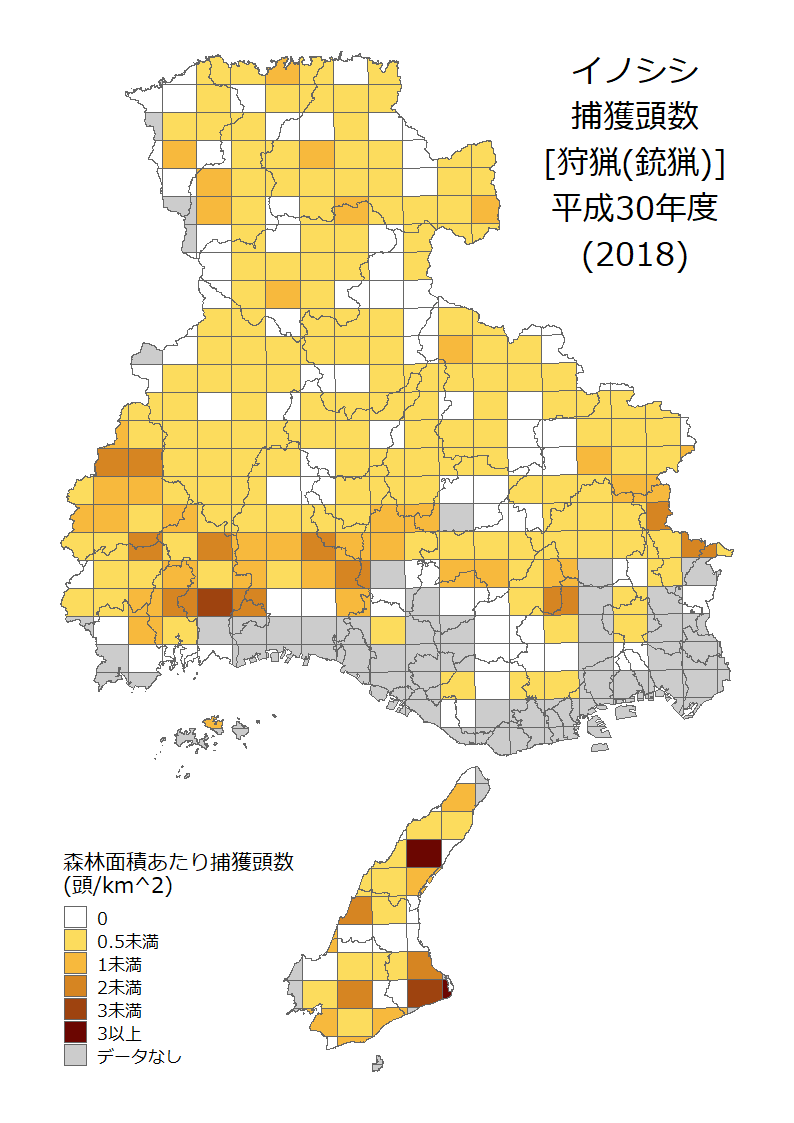 イノシシ
捕獲頭数
[狩猟(銃猟)]
平成30年度
(2018)
森林面積あたり捕獲頭数
(頭/km^2)
0
0.5未満
1未満
2未満
3未満
3以上
データなし